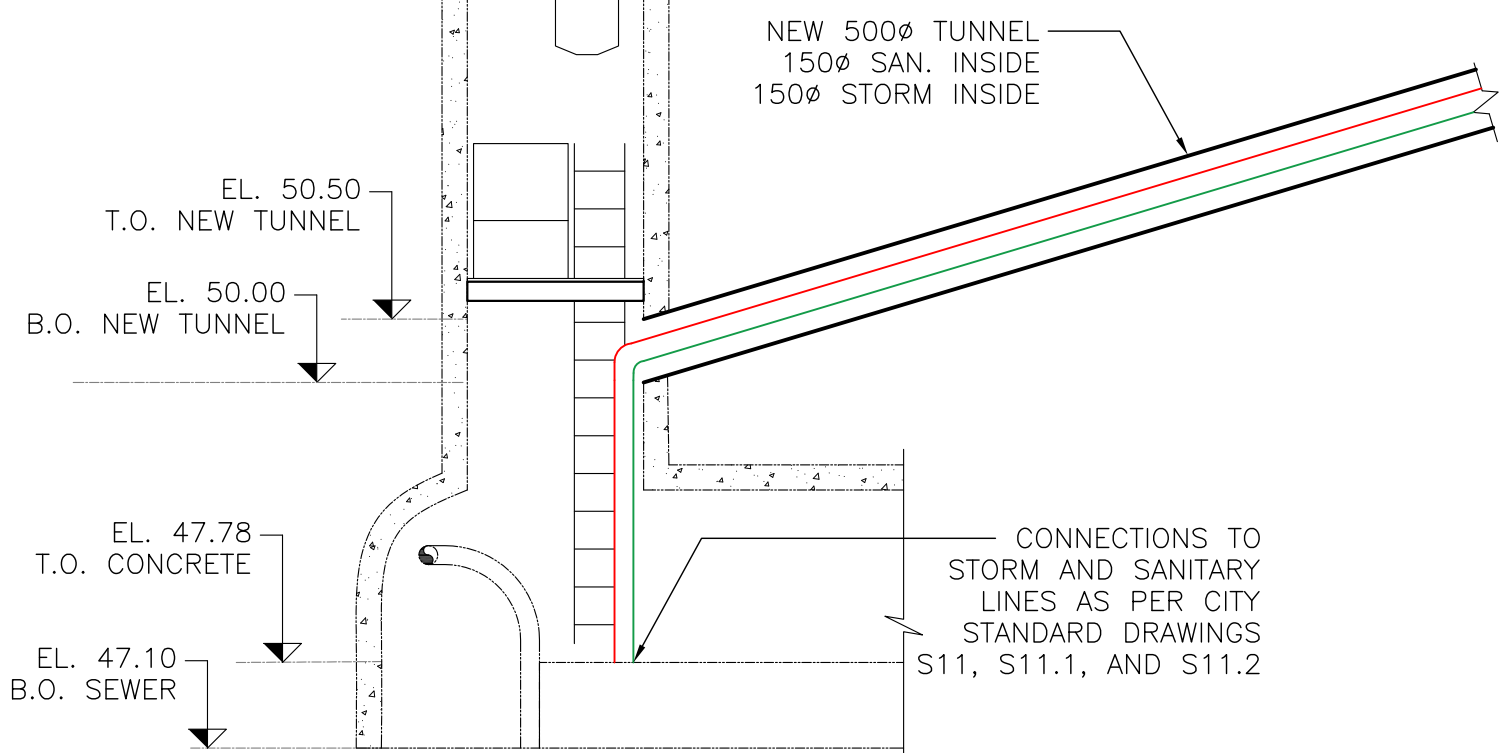 NEW 500Ø TUNNEL
150Ø SAN. INSIDE
150Ø STORM INSIDE
EL. 50.50
T.O. NEW TUNNEL
EL. 50.00
B.O. NEW TUNNEL
EL. 47.78
T.O. CONCRETE
EL. 47.10
B.O. SEWER
CONNECTIONS TO
STORM AND SANITARY
LINES AS PER CITY
STANDARD DRAWINGS
S11, S11.1, AND S11.2